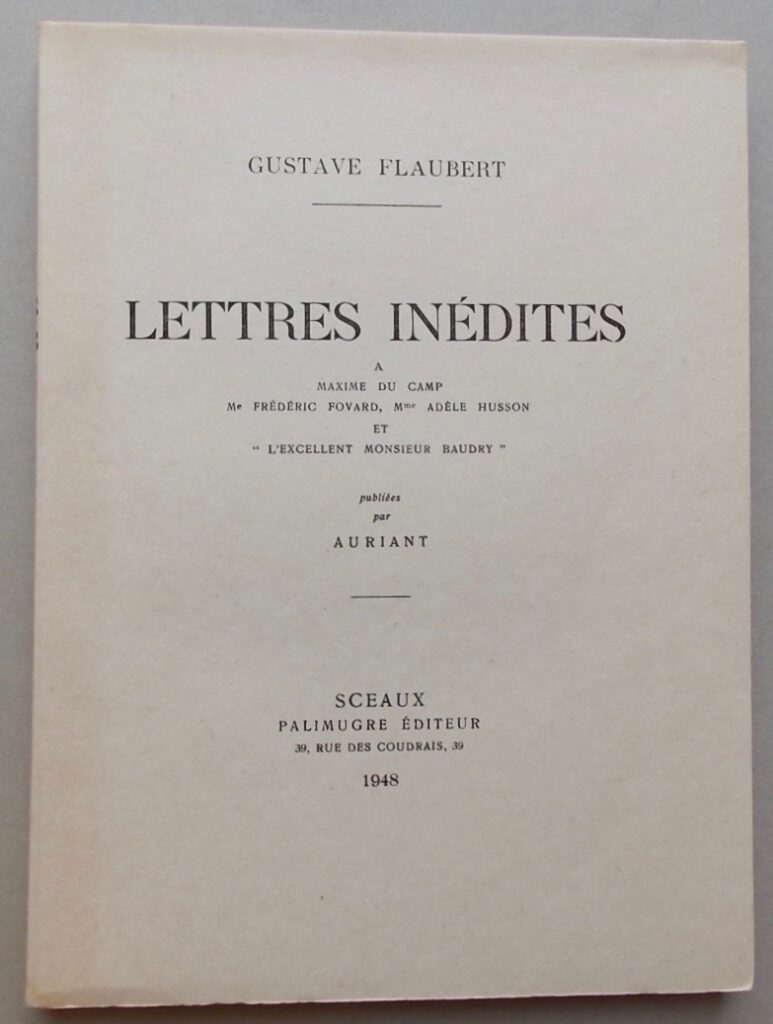 GUSTAVE FLAUBERT
LETTRES INÉDITES
A
MAXIME DU CAMP
Me FRÉDÉRIC FOVARD, Mme ADÈLE HUSSON
ET
“ L'EXCELLENT MONSIEUR BAUDRY ”
publiées
par
AURIANT
SCEAUX
PALIMUGRE ÉDITEUR
39, RUE DES COUDRAIS, 39
1948